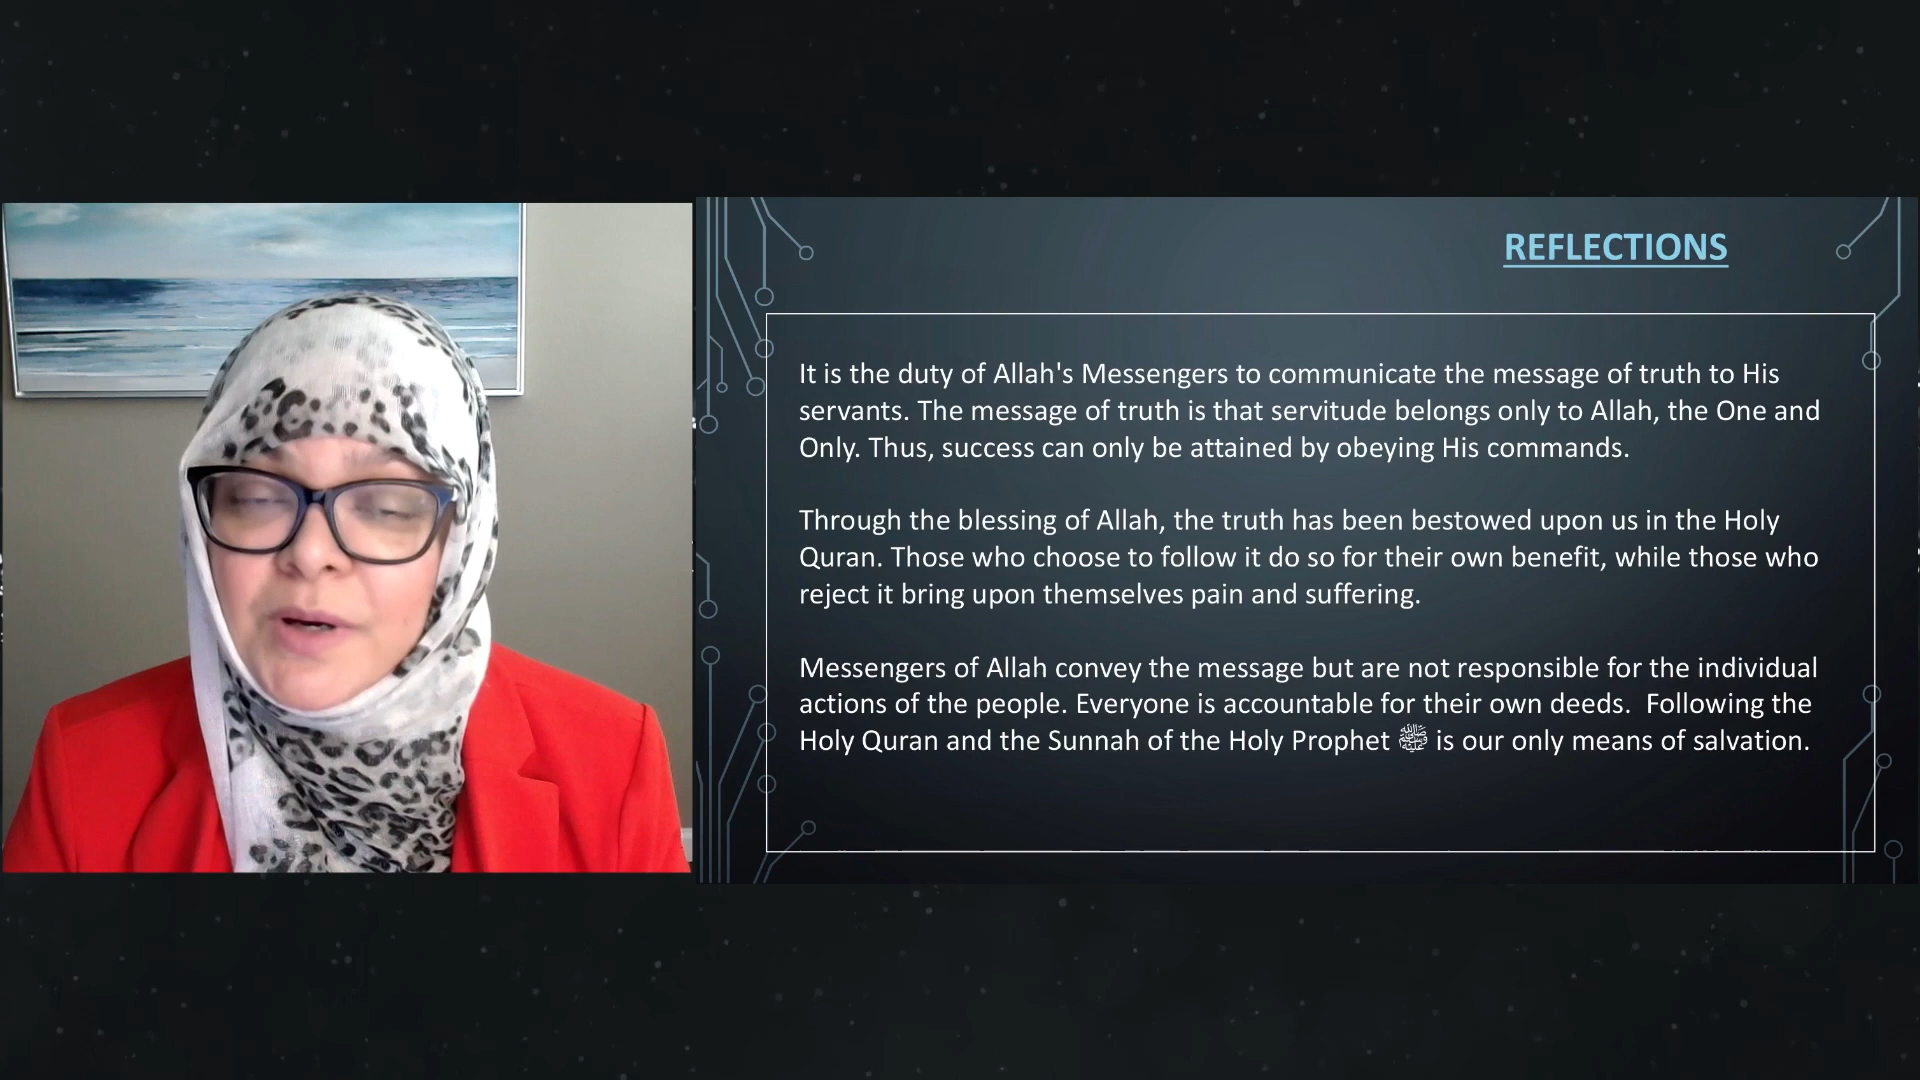 REFLECTIONS
It is the duty of Allah's Messengers to communicate the message of truth to His
servants. The message of truth is that servitude belongs only to Allah, the One and
Only. Thus, success can only be attained by obeying His commands.
Through the blessing of Allah, the truth has been bestowed upon us in the Holy
Quran. Those who choose to follow it do so for their own benefit, while those who
reject it bring upon themselves pain and suffering.
Messengers of Allah convey the message but are not responsible for the individual
actions of the people. Everyone is accountable for their own deeds.  Following the
Holy Quran and the Sunnah of the Holy Prophet ﷺ is our only means of salvation.